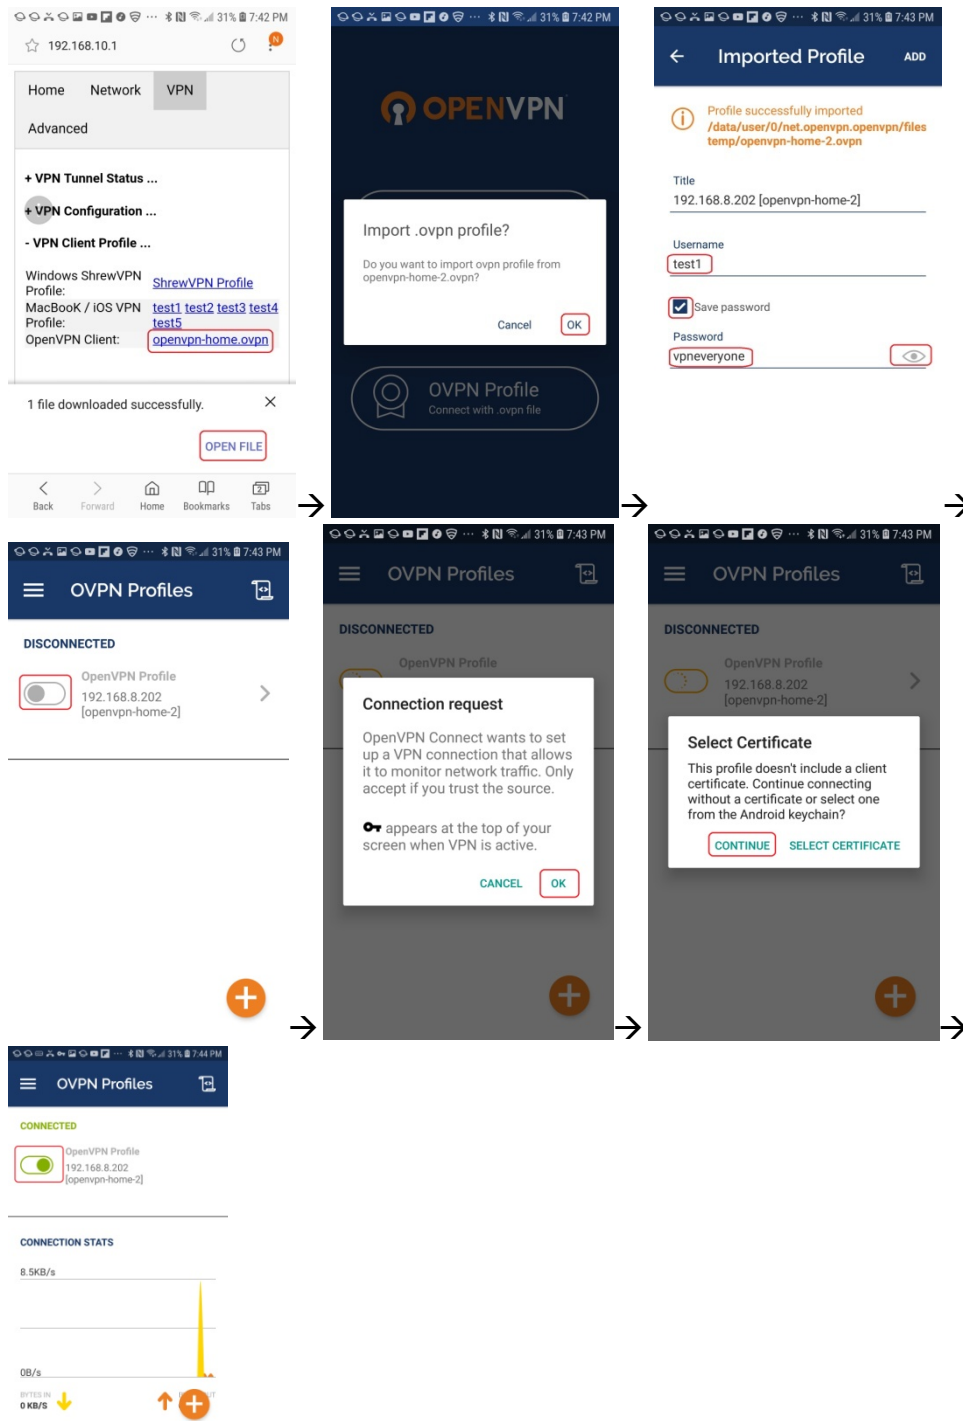 31% 7:42 PM
192.168.10.1
N
Home Network VPN
Advanced
+ VPN Tunnel Status ...
+ VPN Configuration ...
- VPN Client Profile ...
Windows ShrewVPN Profile: ShrewVPN Profile
MacBooK / iOS VPN Profile: test1 test2 test3 test4 test5
OpenVPN Client: openvpn-home.ovpn
1 file downloaded successfully.
OPEN FILE
Back Forward Home Bookmarks 2 Tabs
→
31% 7:42 PM
OPENVPN
Import .ovpn profile?
Do you want to import ovpn profile from
openvpn-home-2.ovpn?
Cancel OK
OVPN Profile
Connect with .ovpn file
→
31% 7:43 PM
Imported Profile ADD
Profile successfully imported
/data/user/0/net.openvpn.openvpn/files
temp/openvpn-home-2.ovpn
Title
192.168.8.202 [openvpn-home-2]
Username
test1
Save password
Password
vpneveryone
→
31% 7:43 PM
OVPN Profiles
DISCONNECTED
OpenVPN Profile
192.168.8.202
[openvpn-home-2]
→
31% 7:43 PM
OVPN Profiles
DISCONNECTED
OpenVPN Profile
Connection request
OpenVPN Connect wants to set
up a VPN connection that allows
it to monitor network traffic. Only
accept if you trust the source.
appears at the top of your
screen when VPN is active.
CANCEL OK
→
31% 7:43 PM
OVPN Profiles
DISCONNECTED
OpenVPN Profile
192.168.8.202
[openvpn-home-2]
Select Certificate
This profile doesn't include a client
certificate. Continue connecting
without a certificate or select one
from the Android keychain?
CONTINUE SELECT CERTIFICATE
→
31% 7:44 PM
OVPN Profiles
CONNECTED
OpenVPN Profile
192.168.8.202
[openvpn-home-2]
CONNECTION STATS
8.5KB/s
0B/s
BYTES IN
0 KB/S